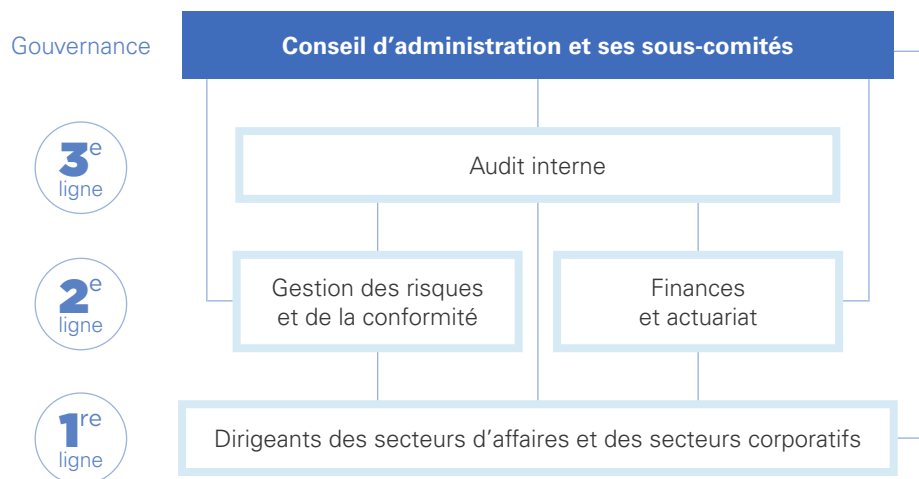 Gouvernance
Conseil d'administration et ses sous-comités
3e
ligne
Audit interne
2e
ligne
Gestion des risques
et de la conformité
Finances
et actuariat
1re
ligne
Dirigeants des secteurs d'affaires et des secteurs corporatifs